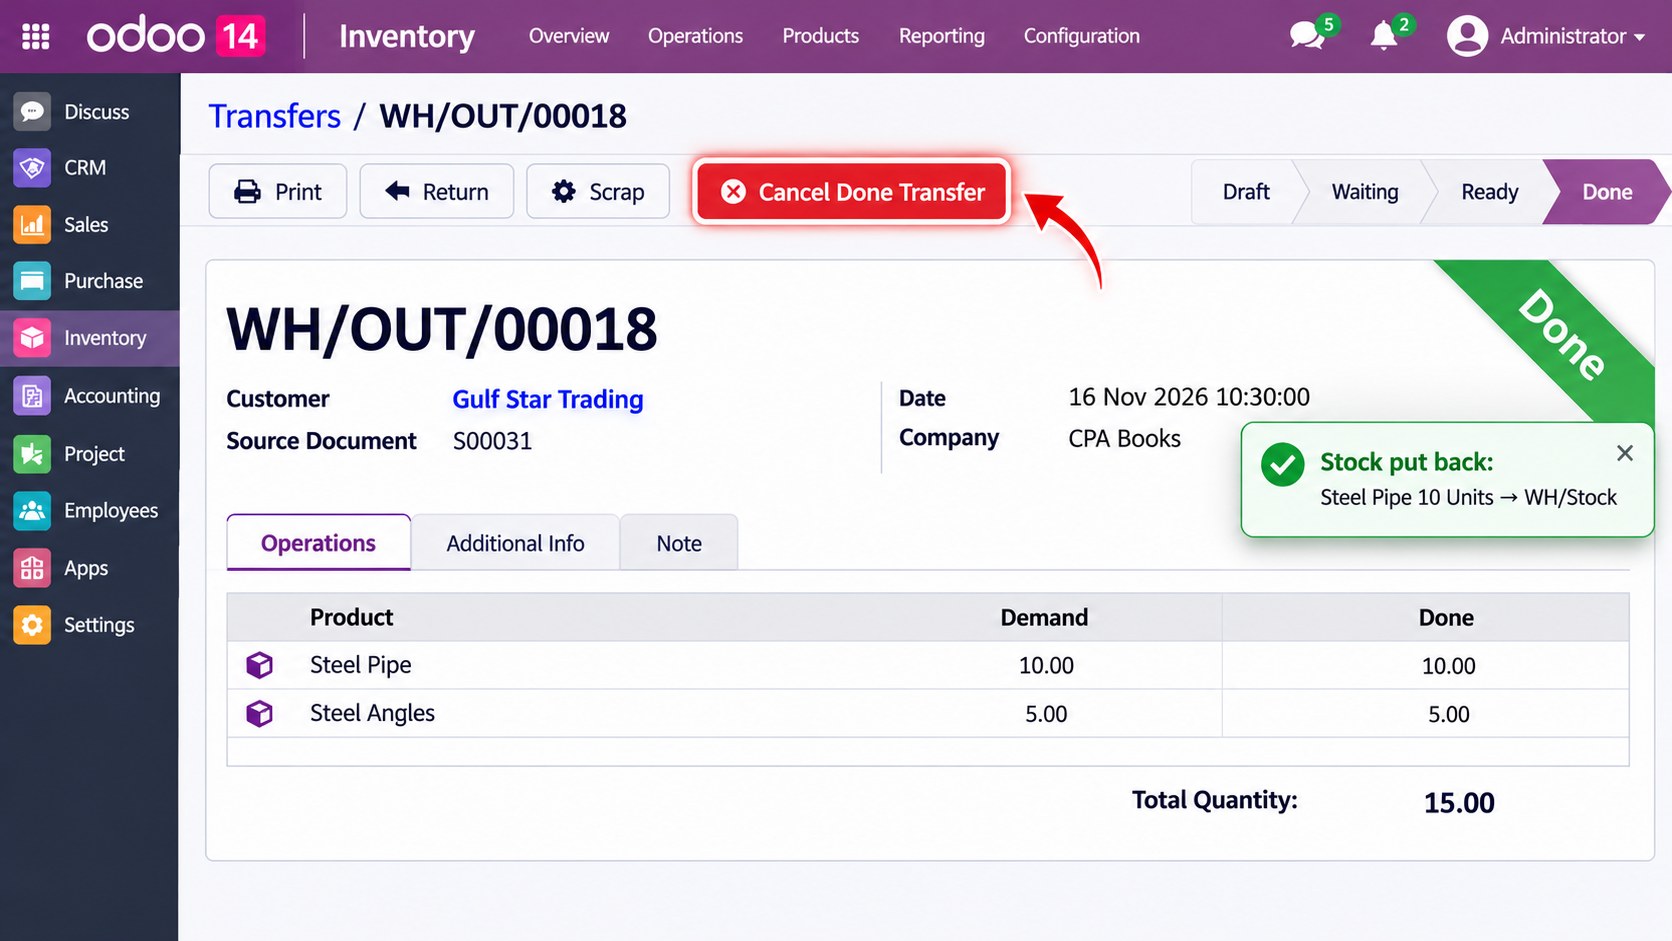 odoo 14 Inventory Overview Operations Products Reporting Configuration 5 2 Administrator
Discuss
CRM
Sales
Purchase
Inventory
Accounting
Project
Employees
Apps
Settings
Transfers / WH/OUT/00018
Print Return Scrap Cancel Done Transfer Draft Waiting Ready Done
WH/OUT/00018
Done
Customer Gulf Star Trading
Source Document S00031
Date 16 Nov 2026 10:30:00
Company CPA Books
Stock put back:
Steel Pipe 10 Units → WH/Stock
Operations Additional Info Note
Product Demand Done
Steel Pipe 10.00 10.00
Steel Angles 5.00 5.00
Total Quantity: 15.00